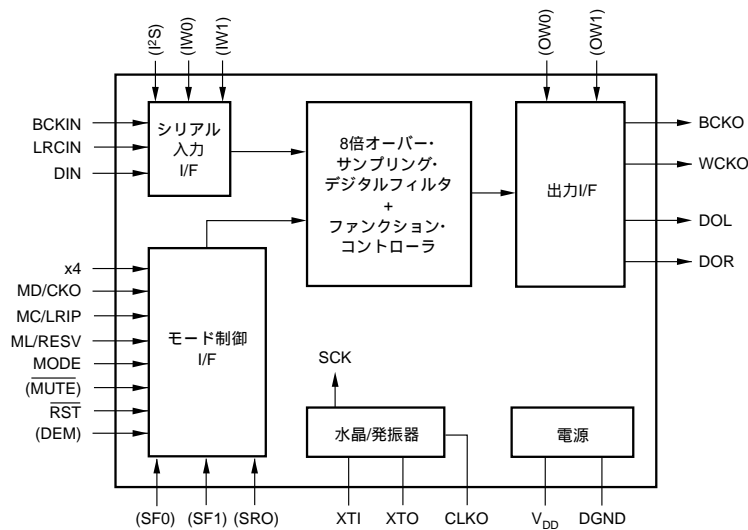 (I²S)
(IW0)
(IW1)
(OW0)
(OW1)
BCKIN
LRCIN
DIN
シリアル
入力
I/F
8倍オーバー・
サンプリング・
デジタルフィルタ
+
ファンクション・
コントローラ
出力I/F
BCKO
WCKO
DOL
DOR
x4
MD/CKO
MC/LRIP
ML/RESV
MODE
(MUTE)
RST
(DEM)
モード制御
I/F
SCK
水晶/発振器
電源
(SF0)
(SF1)
(SRO)
XTI
XTO
CLKO
VDD
DGND